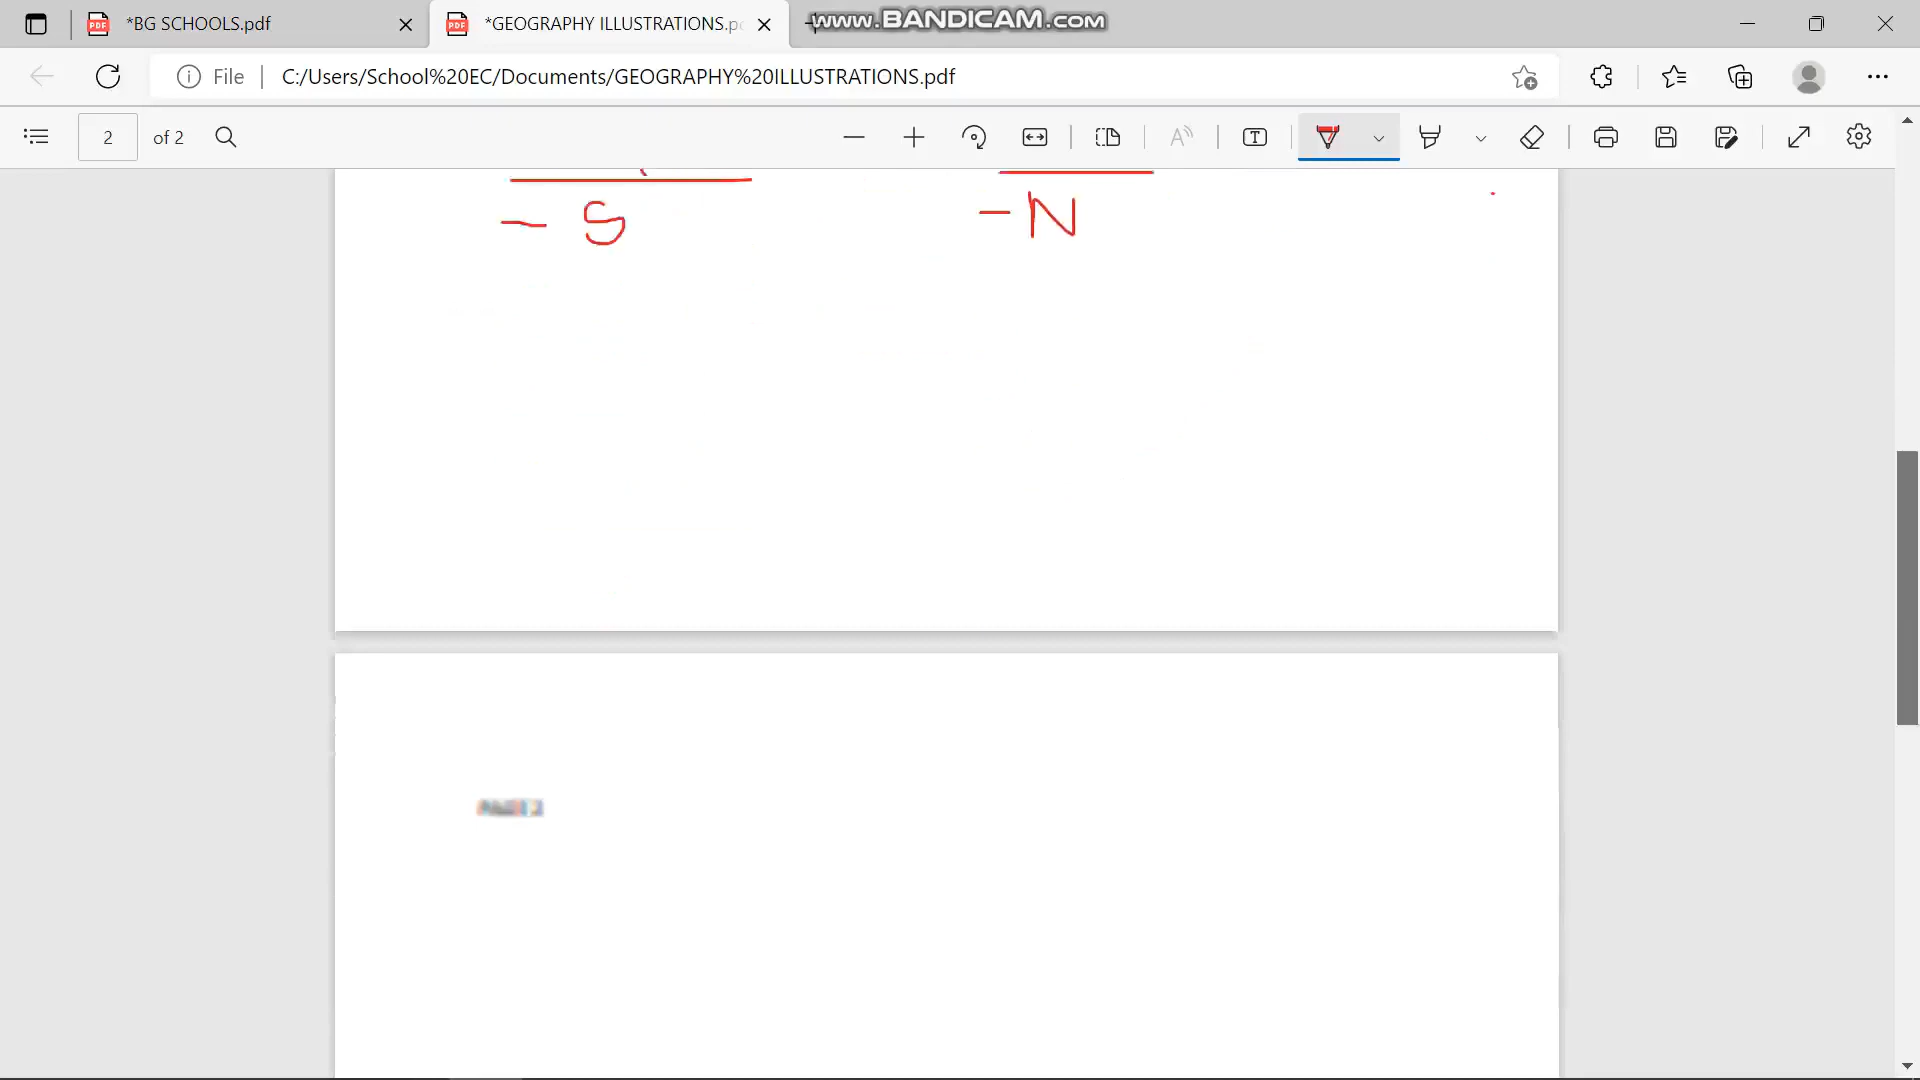 *BG SCHOOLS.pdf
*GEOGRAPHY ILLUSTRATIONS.p
www.BANDICAM.com
File
C:/Users/School%20EC/Documents/GEOGRAPHY%20ILLUSTRATIONS.pdf
2 of 2
- S
- N